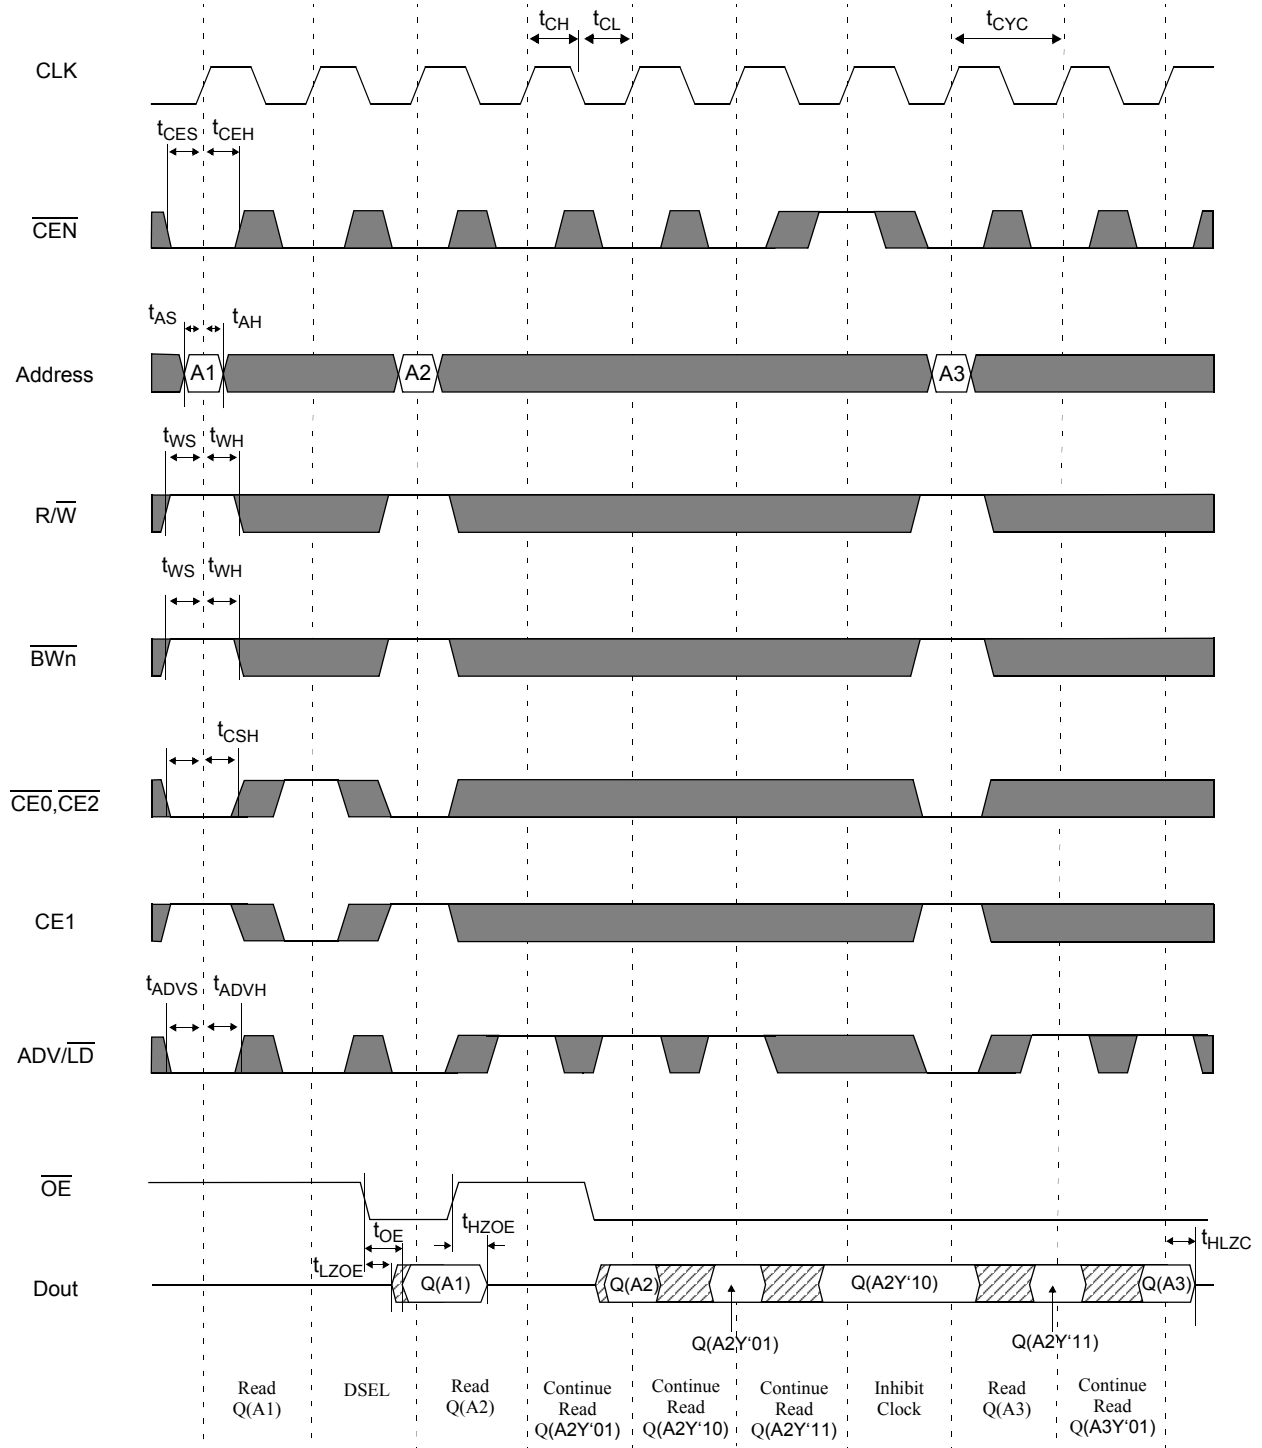 tCH tCL tCYC
CLK
tCES tCEH
CEN
tAS tAH
Address A1 A2 A3
tWS tWH
R/W
tWS tWH
BWn
tCSH
CE0,CE2
CE1
tADVS tADVH
ADV/LD
OE
tOE tHZOE tHLZC
tLZOE
Dout Q(A1) Q(A2) Q(A2Y‘10) Q(A3)
Q(A2Y‘01) Q(A2Y‘11)
Read
Q(A1)
DSEL
Read
Q(A2)
Continue
Read
Q(A2Y‘01)
Continue
Read
Q(A2Y‘10)
Continue
Read
Q(A2Y‘11)
Inhibit
Clock
Read
Q(A3)
Continue
Read
Q(A3Y‘01)